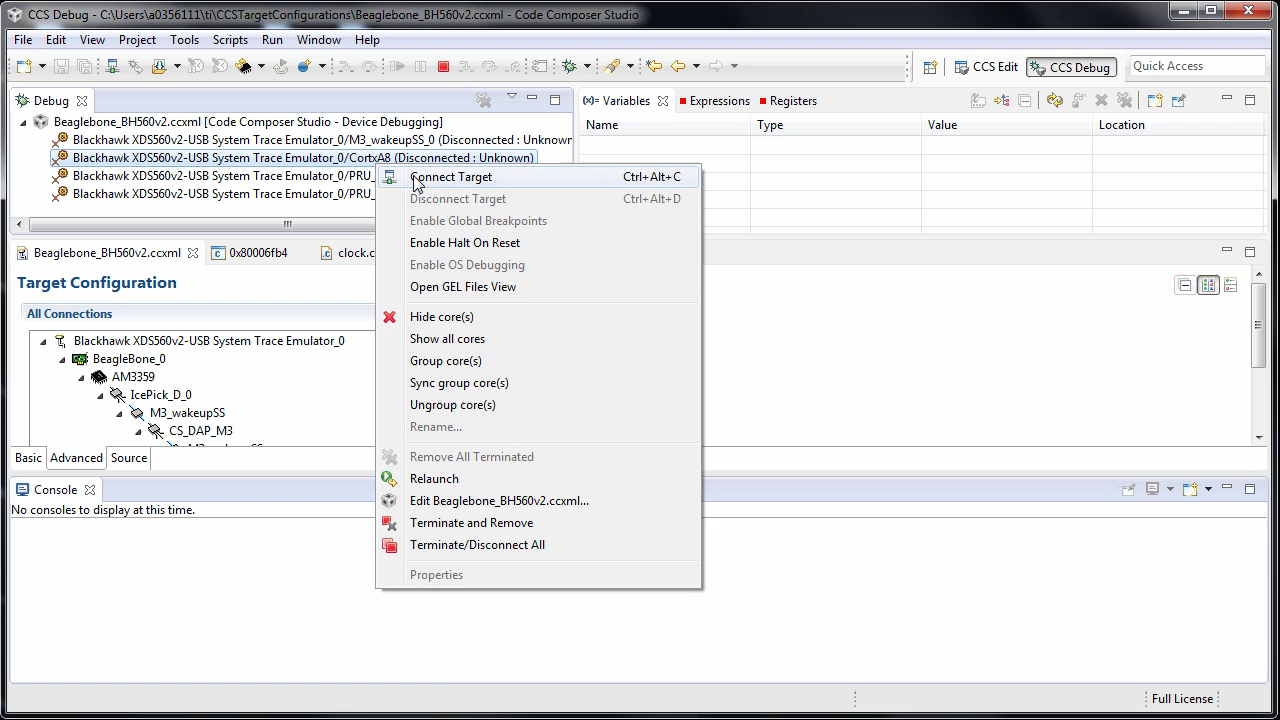 CCS Debug - C:\Users\a0356111\ti\CCSTargetConfigurations\Beaglebone_BH560v2.ccxml - Code Composer Studio
File Edit View Project Tools Scripts Run Window Help
CCS Edit CCS Debug Quick Access
Debug
Beaglebone_BH560v2.ccxml [Code Composer Studio - Device Debugging]
Blackhawk XDS560v2-USB System Trace Emulator_0/M3_wakeupSS_0 (Disconnected : Unknown
Blackhawk XDS560v2-USB System Trace Emulator_0/CortxA8 (Disconnected : Unknown)
Blackhawk XDS560v2-USB System Trace Emulator_0/PRU_
Blackhawk XDS560v2-USB System Trace Emulator_0/PRU_
(x)= Variables Expressions Registers
Name Type Value Location
Connect Target Ctrl+Alt+C
Disconnect Target Ctrl+Alt+D
Enable Global Breakpoints
Enable Halt On Reset
Enable OS Debugging
Open GEL Files View
Hide core(s)
Show all cores
Group core(s)
Sync group core(s)
Ungroup core(s)
Rename...
Remove All Terminated
Relaunch
Edit Beaglebone_BH560v2.ccxml...
Terminate and Remove
Terminate/Disconnect All
Properties
Beaglebone_BH560v2.ccxml 0x80006fb4 clock.c
Target Configuration
All Connections
Blackhawk XDS560v2-USB System Trace Emulator_0
BeagleBone_0
AM3359
IcePick_D_0
M3_wakeupSS
CS_DAP_M3
Basic Advanced Source
Console
No consoles to display at this time.
Full License